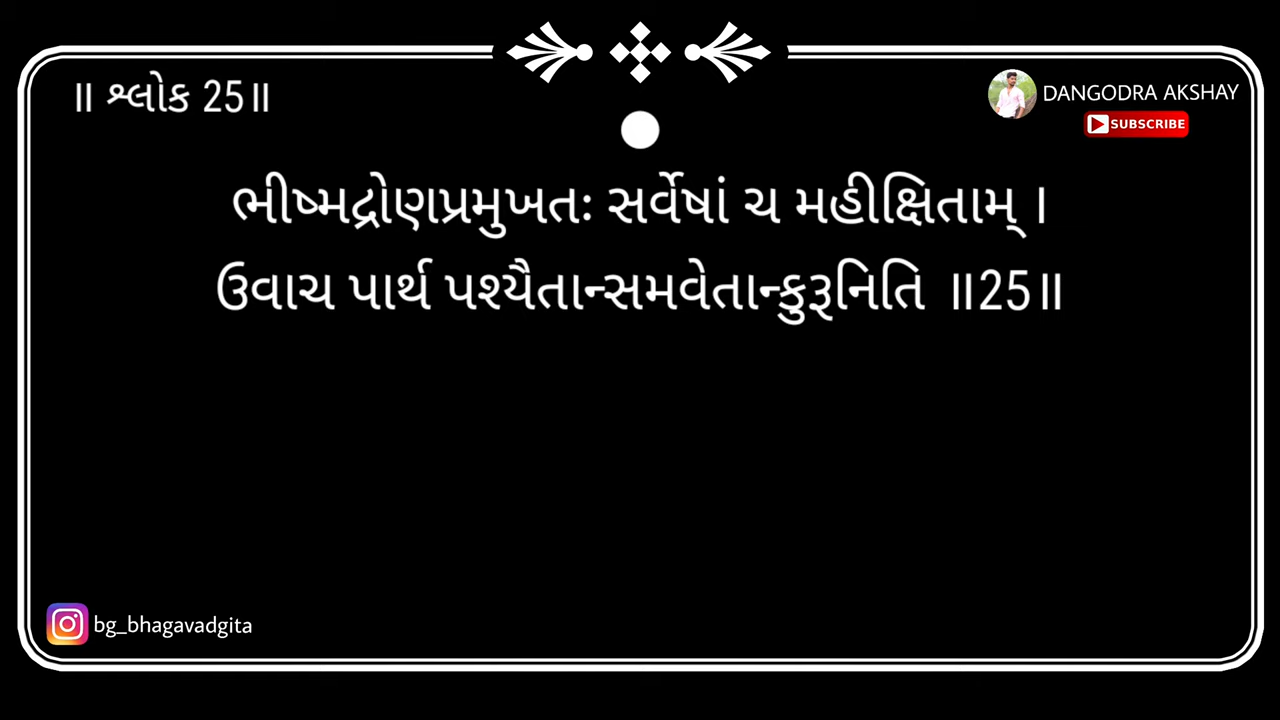 ॥ શ્લોક 25॥
DANGODRA AKSHAY
SUBSCRIBE
ભીષ્મદ્રોણપ્રમુખતઃ સર્વેષાં ચ મહીક્ષિતામ્ ।
ઉવાચ પાર્થ પશ્યૈતાન્સમવેતાન્કુરૂનિતિ ॥25॥
bg_bhagavadgita